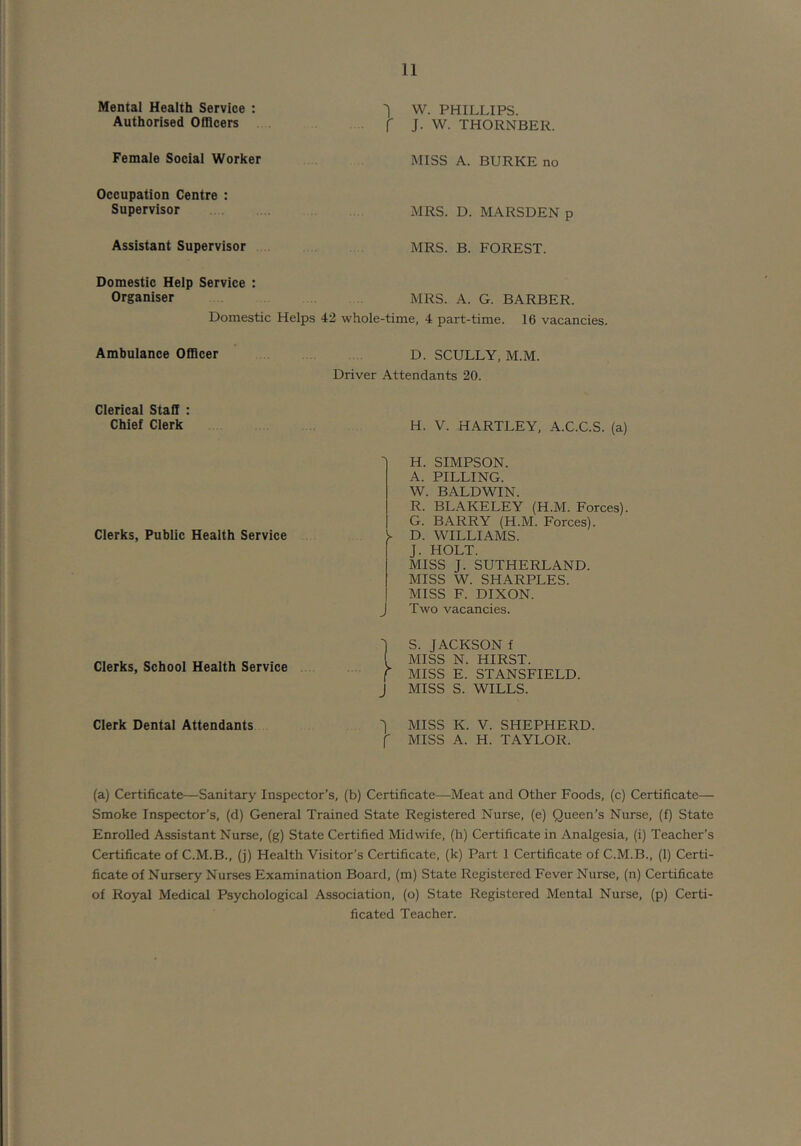 11
Mental Health Service :
Authorised Officers .... .... } W. PHILLIPS.
J. W. THORNBER.
Female Social Worker .... MISS A. BURKE no
Occupation Centre :
Supervisor .... .... .... .... MRS. D. MARSDEN p
Assistant Supervisor .... .... .... MRS. B. FOREST.
Domestic Help Service :
Organiser .... .... .... .... MRS. A. G. BARBER.
Domestic Helps 42 whole-time, 4 part-time. 16 vacancies.
Ambulance Officer .... .... .... D. SCULLY, M.M.
Driver Attendants 20.
Clerical Staff :
Chief Clerk .... .... .... H. V. HARTLEY, A.C.C.S. (a)
H. SIMPSON.
A. PILLING.
W. BALDWIN.
R. BLAKELEY (H.M. Forces).
G. BARRY (H.M. Forces).
Clerks, Public Health Service .... } D. WILLIAMS.
J. HOLT.
MISS J. SUTHERLAND.
MISS W. SHARPLES.
MISS F. DIXON.
Two vacancies.
S. JACKSON f
Clerks, School Health Service .... .... } MISS N. HIRST.
MISS E. STANSFIELD.
MISS S. WILLS.
Clerk Dental Attendants .... } MISS K. V. SHEPHERD.
MISS A. H. TAYLOR.
(a) Certificate—Sanitary Inspector's, (b) Certificate—Meat and Other Foods, (c) Certificate—
Smoke Inspector's, (d) General Trained State Registered Nurse, (e) Queen's Nurse, (f) State
Enrolled Assistant Nurse, (g) State Certified Midwife, (h) Certificate in Analgesia, (i) Teacher's
Certificate of C.M.B., (j) Health Visitor's Certificate, (k) Part 1 Certificate of C.M.B., (l) Certi-
ficate of Nursery Nurses Examination Board, (m) State Registered Fever Nurse, (n) Certificate
of Royal Medical Psychological Association, (o) State Registered Mental Nurse, (p) Certi-
ficated Teacher.